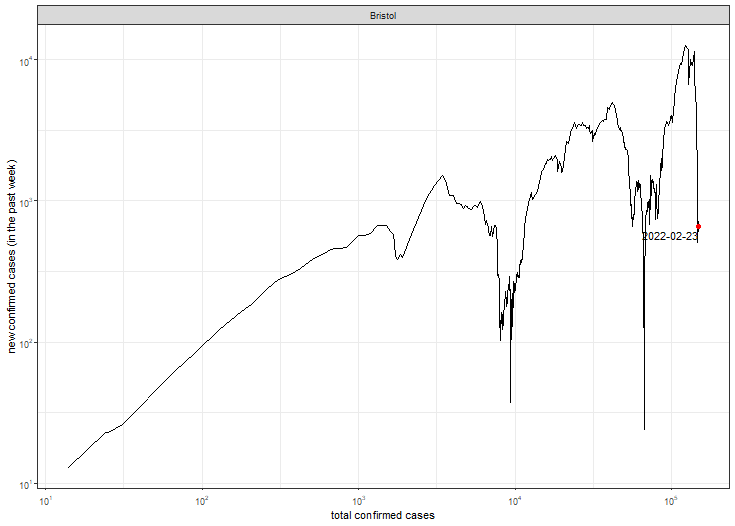 Bristol
new confirmed cases (in the past week)
10⁴
10³
10²
10¹
2022-02-23
10¹ 10² 10³ 10⁴ 10⁵
total confirmed cases